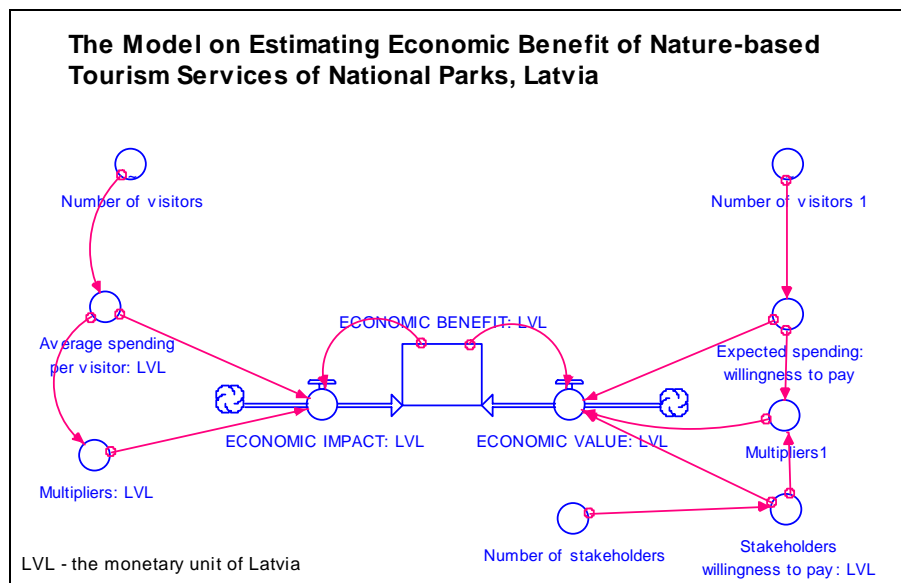 The Model on Estimating Economic Benefit of Nature-based
Tourism Services of National Parks, Latvia
Number of visitors
Number of visitors 1
ECONOMIC BENEFIT: LVL
Average spending
per visitor: LVL
Expected spending:
willingness to pay
ECONOMIC IMPACT: LVL
ECONOMIC VALUE: LVL
Multipliers1
Multipliers: LVL
Number of stakeholders
Stakeholders
willingness to pay: LVL
LVL - the monetary unit of Latvia